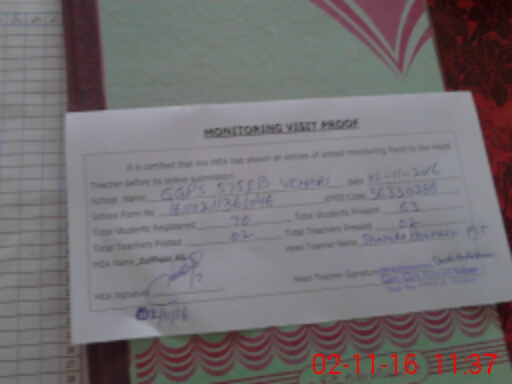 MONITORING VISIT PROOF
It is certified that the MEA has shown all entries of school monitoring Form to the Head
Teacher before its online submission.
School Name GGPS 575EB VEHARI Date 02-11-2016
School Form No EMIS Code 36330239
Total Students Registered 70 Total Students Present 63
Total Teachers Posted 02 Total Teachers Present 02
MEA Name Head Teacher Name PST
MEA Signature Head Teacher Signature
02-11-16 11:37